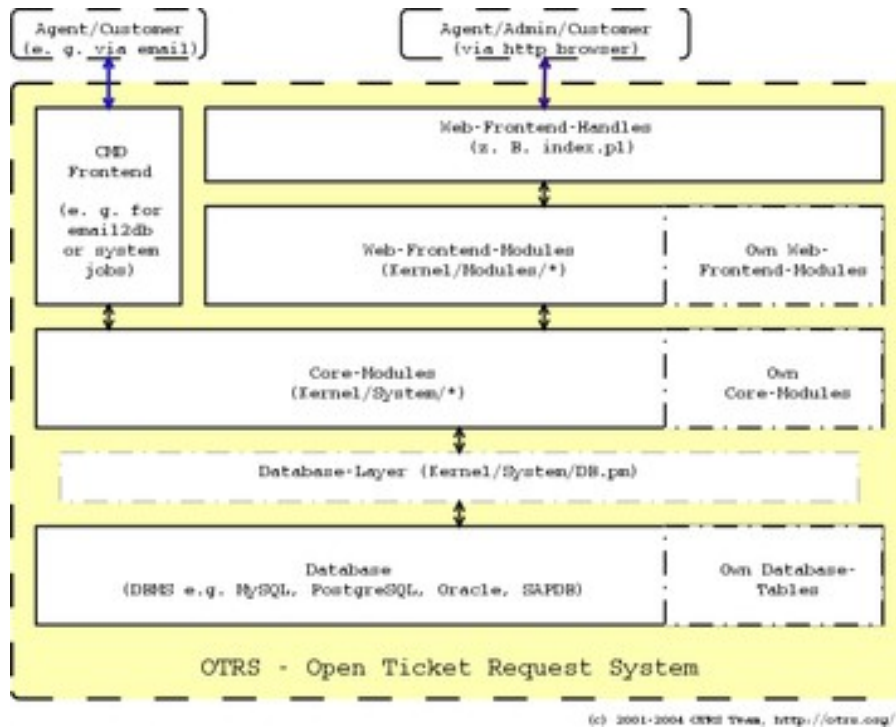 Agent/Customer
(e. g. via email)
Agent/Admin/Customer
(via http browser)
CMD
Frontend
(e. g. for
email2db
or system
jobs)
Web-Frontend-Handles
(z. B. index.pl)
Web-Frontend-Modules
(Kernel/Modules/*)
Own Web-
Frontend-Modules
Core-Modules
(Kernel/System/*)
Own
Core-Modules
Database-Layer (Kernel/System/DB.pm)
Database
(DBMS e.g. MySQL, PostgreSQL, Oracle, SAPDB)
Own Database-
Tables
OTRS - Open Ticket Request System
(c) 2001-2004 OTRS Team, http://otrs.org/